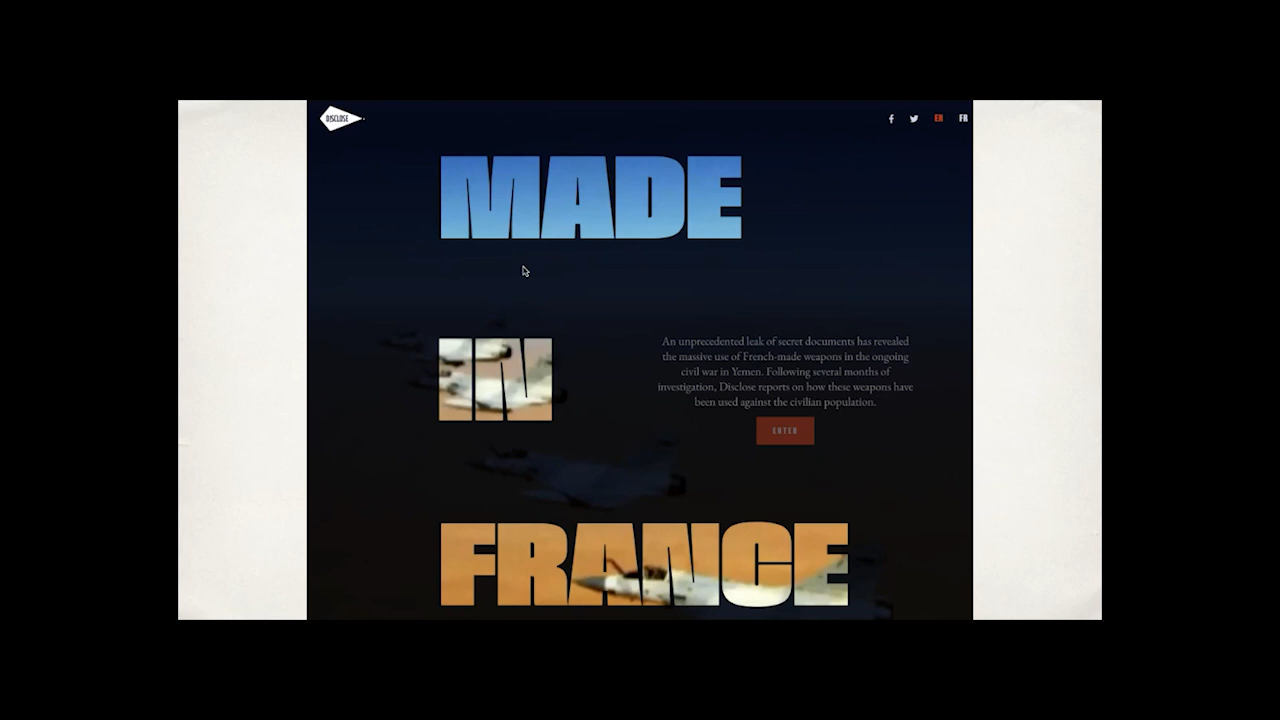 DISCLOSE
EN FR
MADE
IN
An unprecedented leak of secret documents has revealed
the massive use of French-made weapons in the ongoing
civil war in Yemen. Following several months of
investigation, Disclose reports on how these weapons have
been used against the civilian population.
ENTER
FRANCE